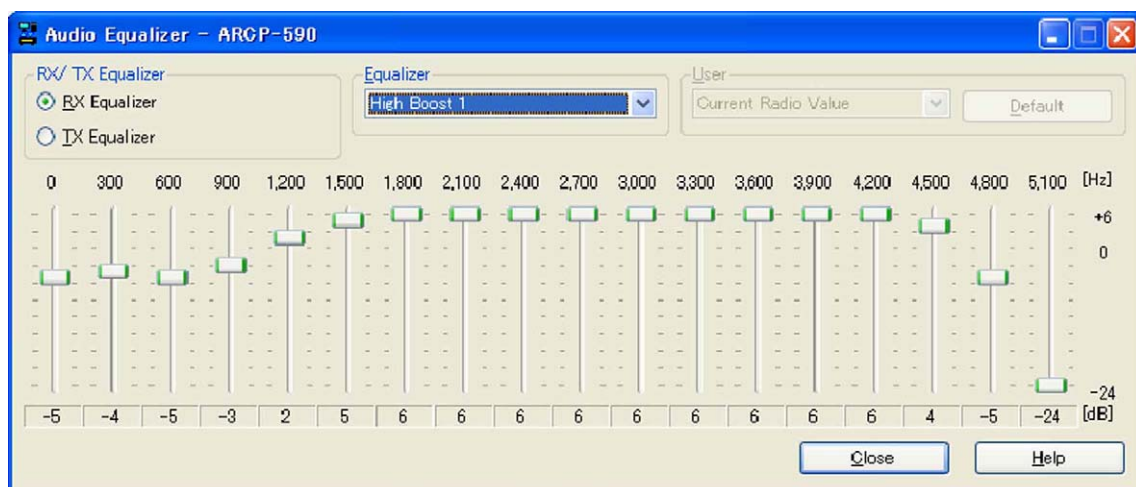 Audio Equalizer - ARCP-590
RX/ TX Equalizer
RX Equalizer
TX Equalizer
Equalizer
High Boost 1
User
Current Radio Value
Default
0 300 600 900 1,200 1,500 1,800 2,100 2,400 2,700 3,000 3,300 3,600 3,900 4,200 4,500 4,800 5,100 [Hz]
+6
0
-24
-5 -4 -5 -3 2 5 6 6 6 6 6 6 6 6 6 4 -5 -24 [dB]
Close
Help